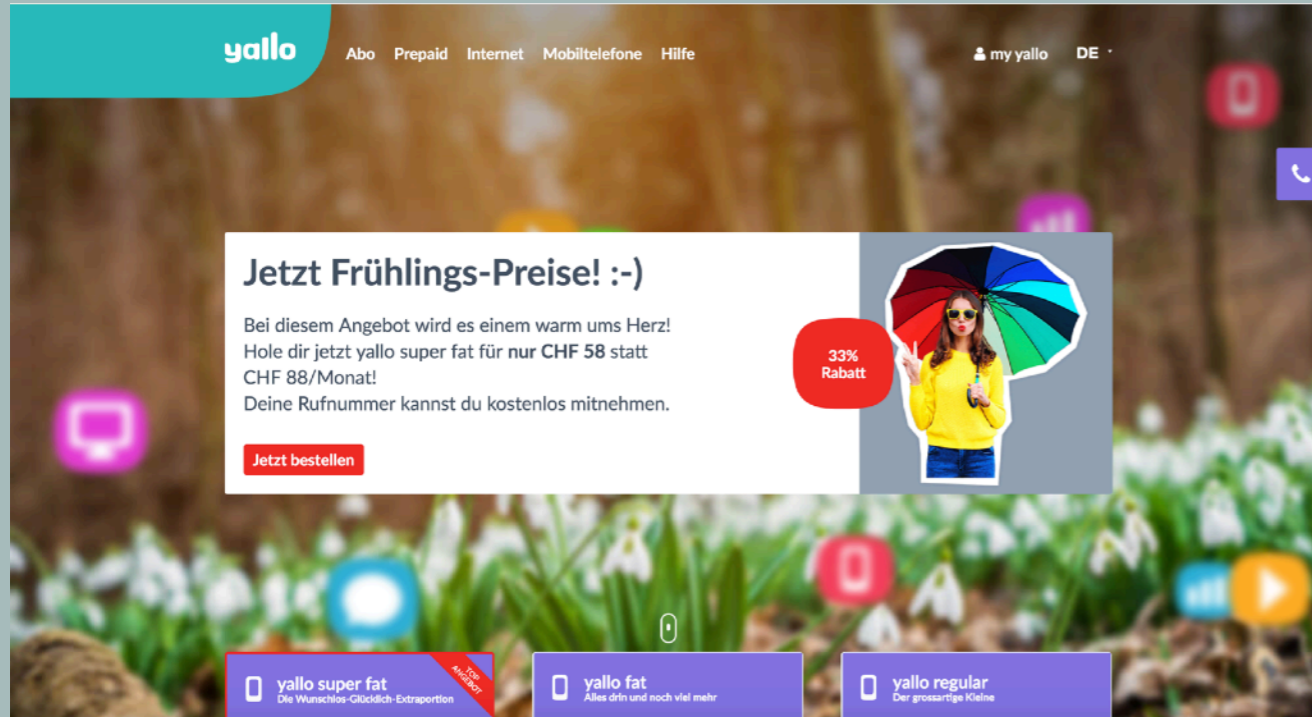 yallo
Abo Prepaid Internet Mobiltelefone Hilfe
my yallo DE
Jetzt Frühlings-Preise! :-)
Bei diesem Angebot wird es einem warm ums Herz!
Hole dir jetzt yallo super fat für nur CHF 58 statt
CHF 88/Monat!
Deine Rufnummer kannst du kostenlos mitnehmen.
33%
Rabatt
Jetzt bestellen
yallo super fat
Die Wunschlos-Glücklich-Extraportion
TOP
ANGEBOT
yallo fat
Alles drin und noch viel mehr
yallo regular
Der grossartige Kleine